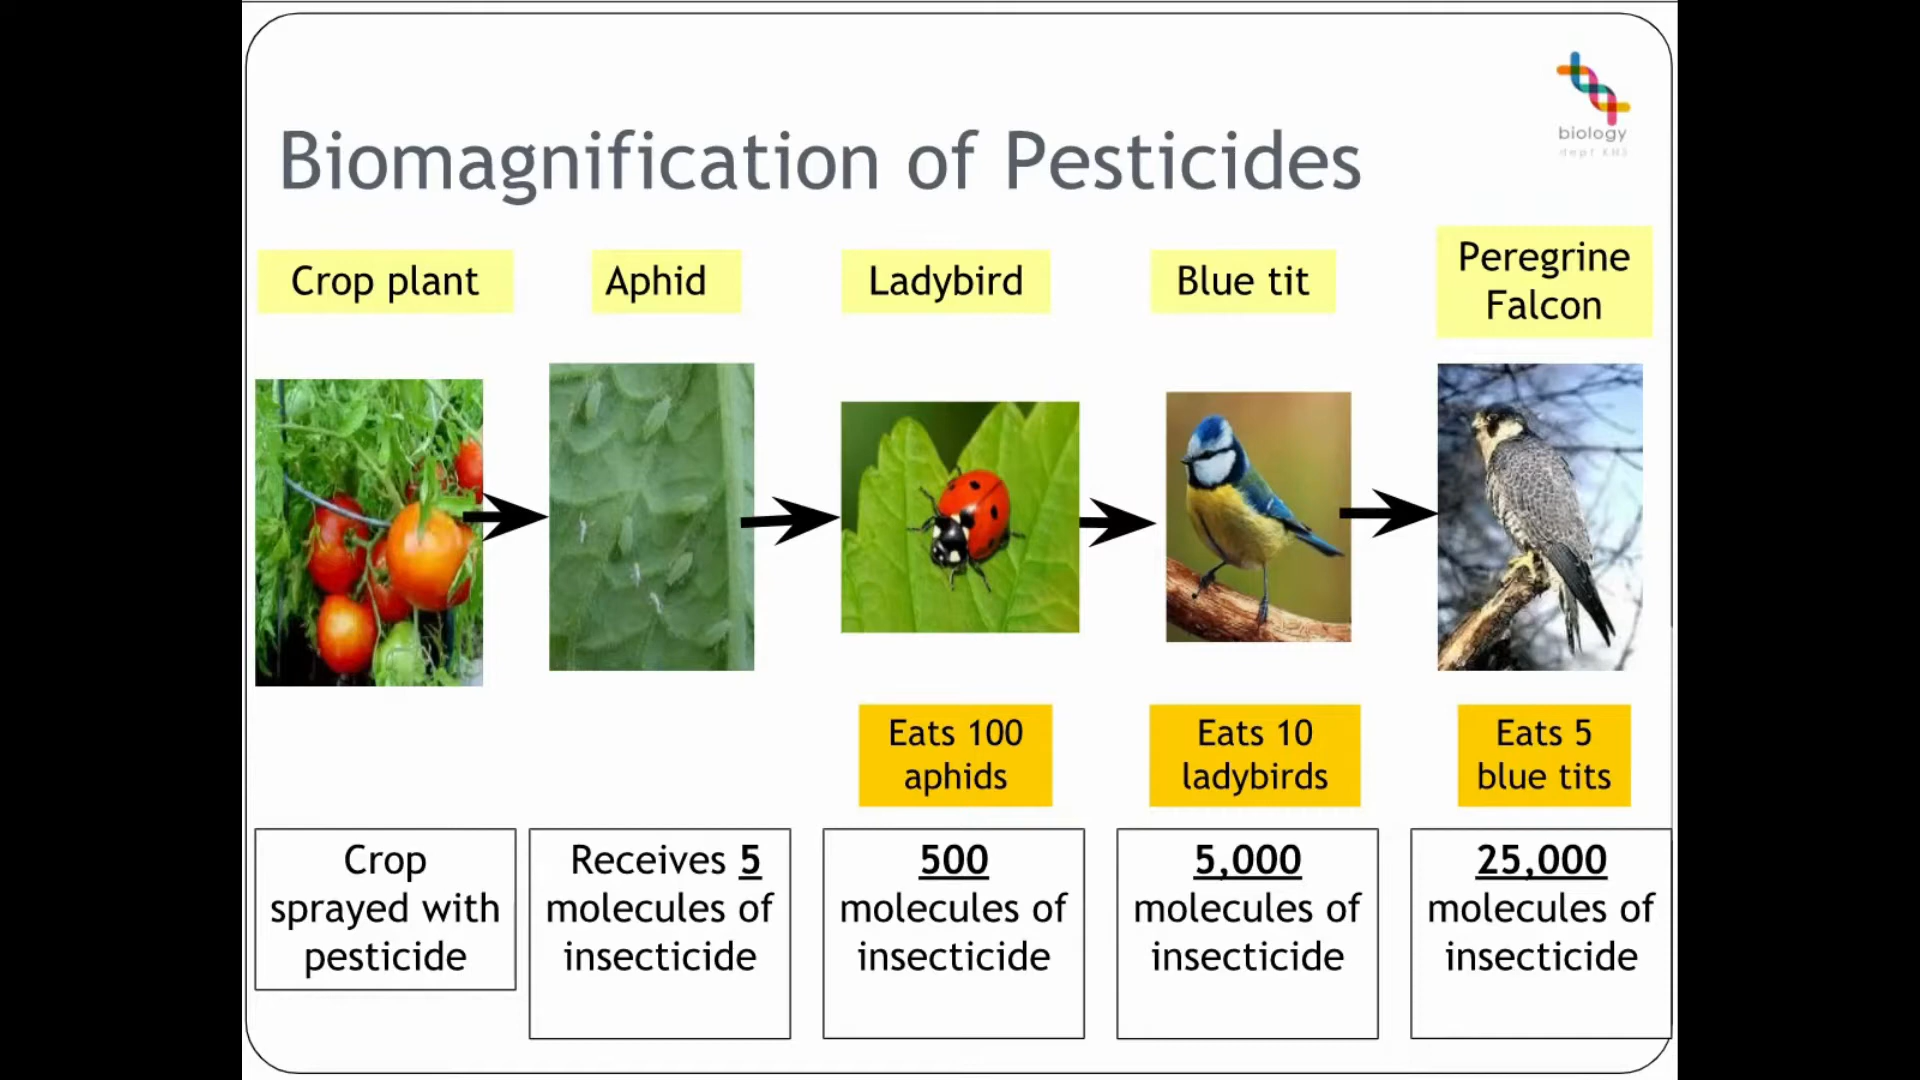 biology
dept KHS
Biomagnification of Pesticides
Crop plant
Aphid
Ladybird
Blue tit
Peregrine
Falcon
Eats 100
aphids
Eats 10
ladybirds
Eats 5
blue tits
Crop
sprayed with
pesticide
Receives 5
molecules of
insecticide
500
molecules of
insecticide
5,000
molecules of
insecticide
25,000
molecules of
insecticide